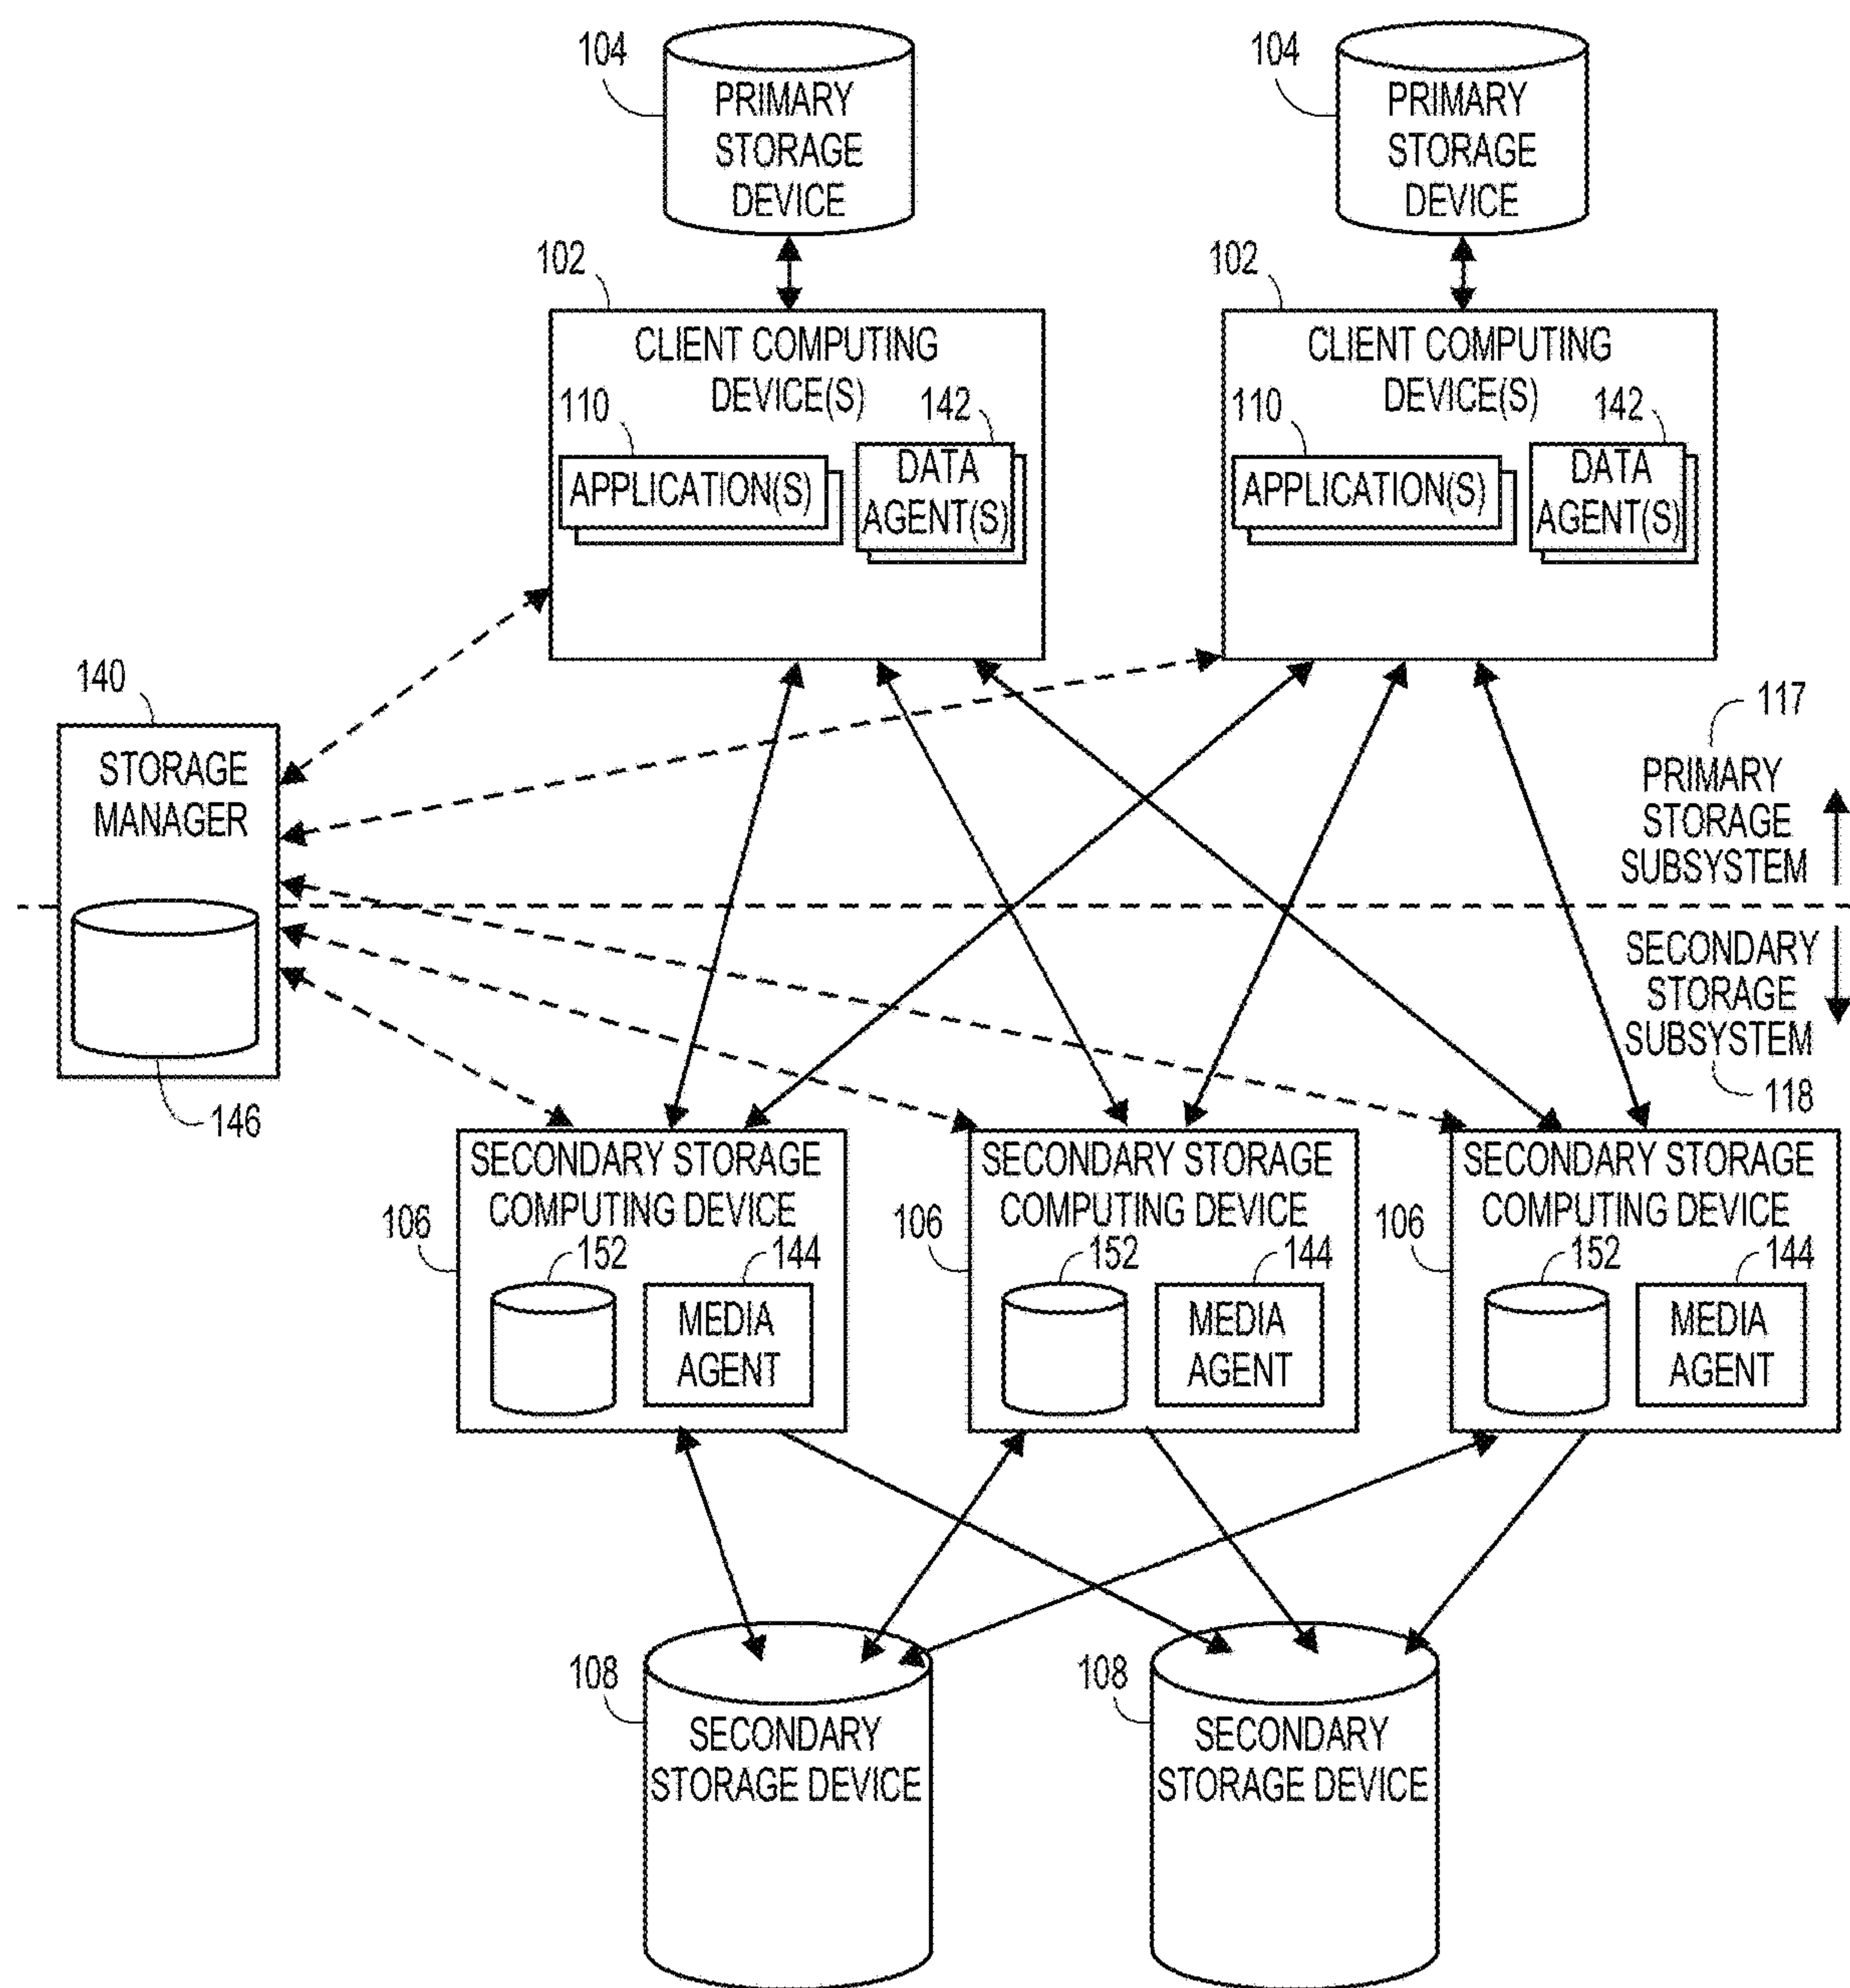 104
PRIMARY
STORAGE
DEVICE
104
PRIMARY
STORAGE
DEVICE
102
CLIENT COMPUTING
DEVICE(S)
110
142
APPLICATION(S)
DATA
AGENT(S)
102
CLIENT COMPUTING
DEVICE(S)
110
142
APPLICATION(S)
DATA
AGENT(S)
140
STORAGE
MANAGER
146
117
PRIMARY
STORAGE
SUBSYSTEM
SECONDARY
STORAGE
SUBSYSTEM
118
SECONDARY STORAGE
COMPUTING DEVICE
106
152
144
MEDIA
AGENT
SECONDARY STORAGE
COMPUTING DEVICE
106
152
144
MEDIA
AGENT
SECONDARY STORAGE
COMPUTING DEVICE
106
152
144
MEDIA
AGENT
108
SECONDARY
STORAGE DEVICE
108
SECONDARY
STORAGE DEVICE